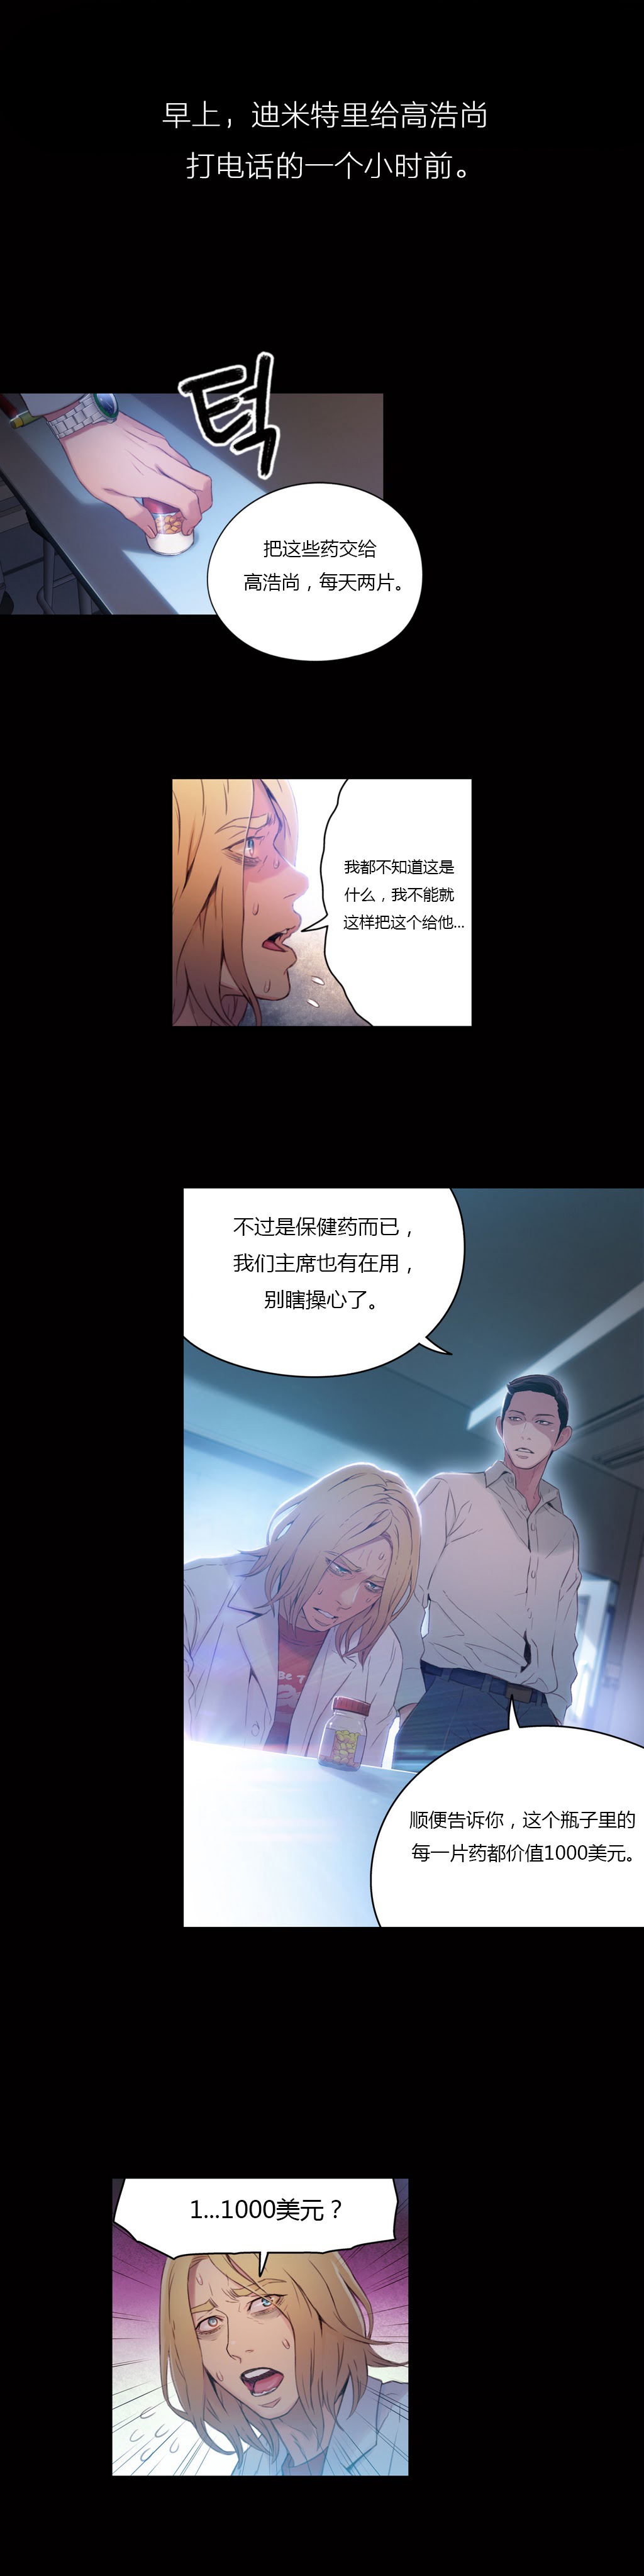 早上，迪米特里给高浩尚
打电话的一个小时前。
턱
把这些药交给
高浩尚，每天两片。
我都不知道这是
什么，我不能就
这样把这个给他...
不过是保健药而已，
我们主席也有在用，
别瞎操心了。
BE T
顺便告诉你，这个瓶子里的
每一片药都价值1000美元。
1...1000美元？